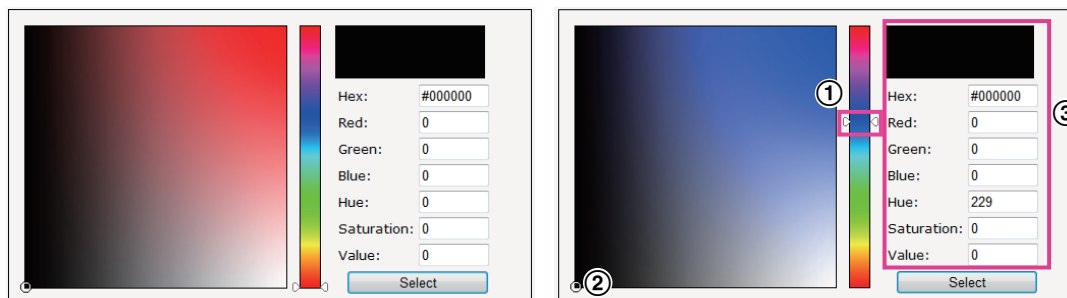 Hex: #000000
Red: 0
Green: 0
Blue: 0
Hue: 0
Saturation: 0
Value: 0
Select
①
②
③
Hex: #000000
Red: 0
Green: 0
Blue: 0
Hue: 229
Saturation: 0
Value: 0
Select